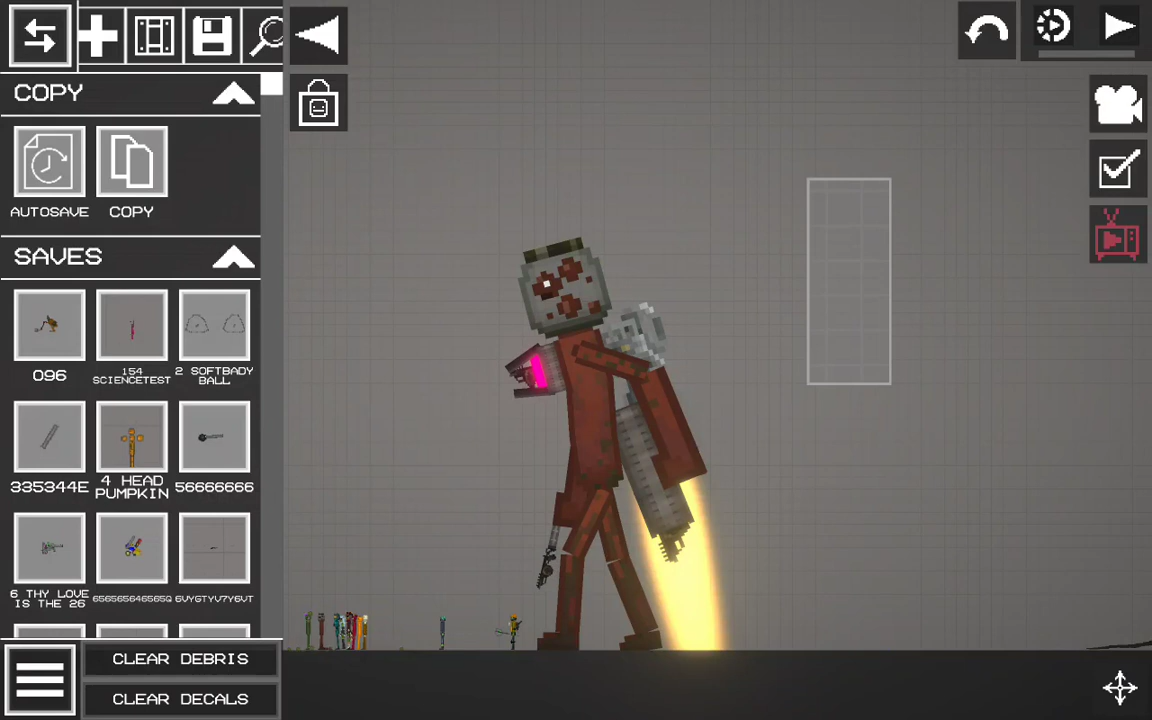 COPY
AUTOSAVE
COPY
SAVES
096
154
SCIENCETEST
2 SOFTBADY
BALL
335344E
4 HEAD
PUMPKIN
56666666
6 THY LOVE
IS THE 26
6VYGTYV7Y6VT
CLEAR DEBRIS
CLEAR DECALS